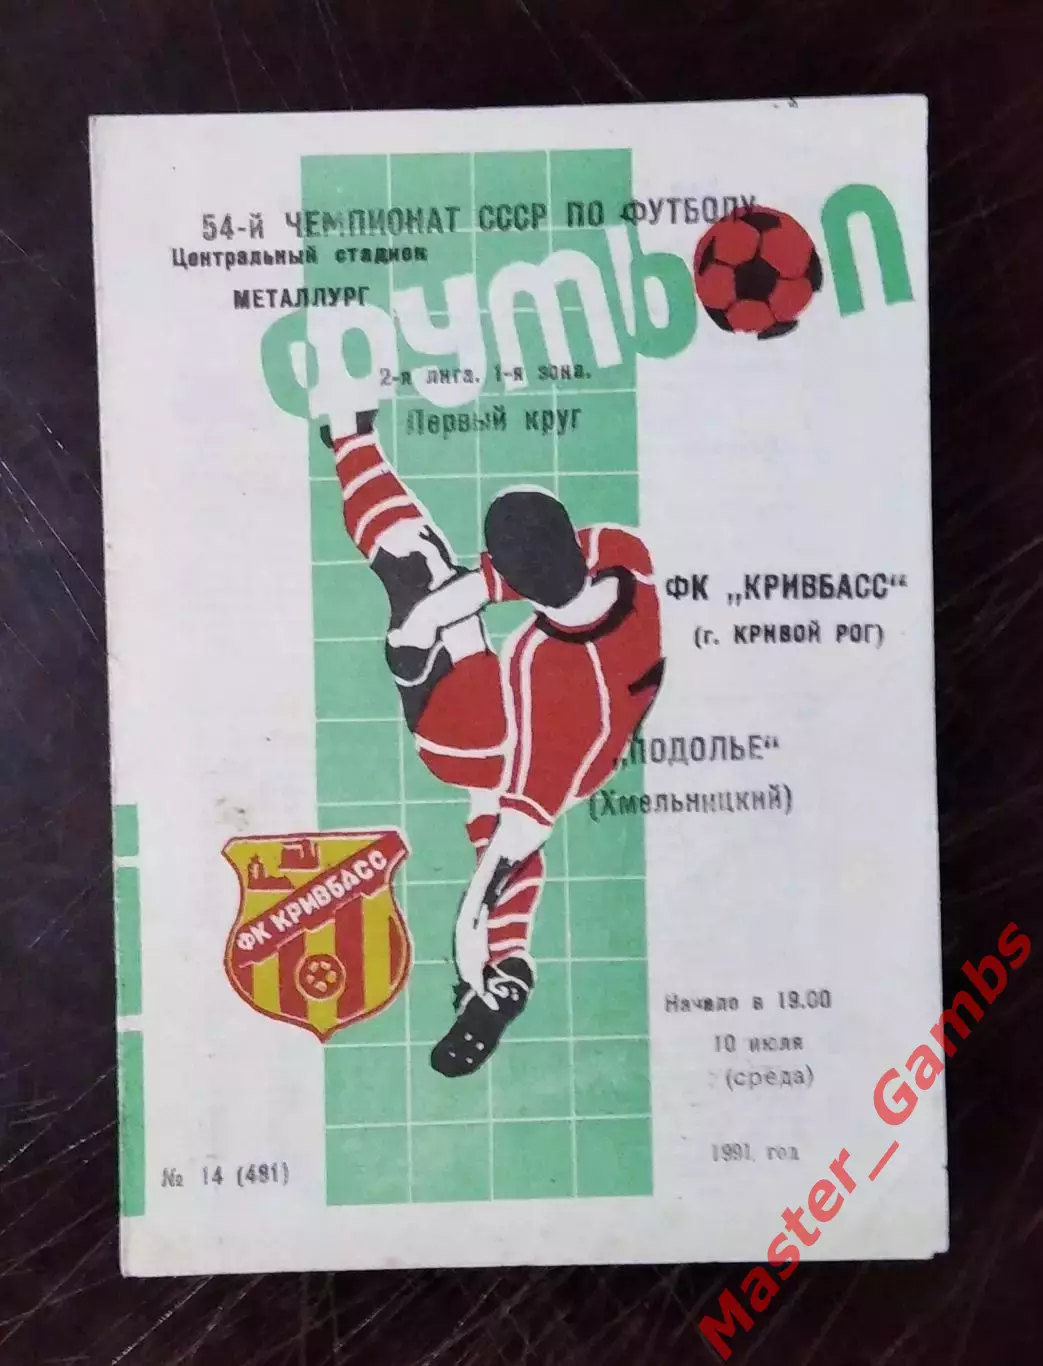 54-й ЧЕМПИОНАТ СССР ПО ФУТБОЛУ
Центральный стадион
МЕТАЛЛУРГ
футбол
2-я лига. 1-я зона.
Первый круг
ФК „КРИВБАСС“
(г. КРИВОЙ РОГ)
„ПОДОЛЬЕ“
(Хмельницкий)
ФК КРИВБАСС
Начало в 19.00
10 июля
(среда)
1991 год
№ 14 (481)
Master_Gambs